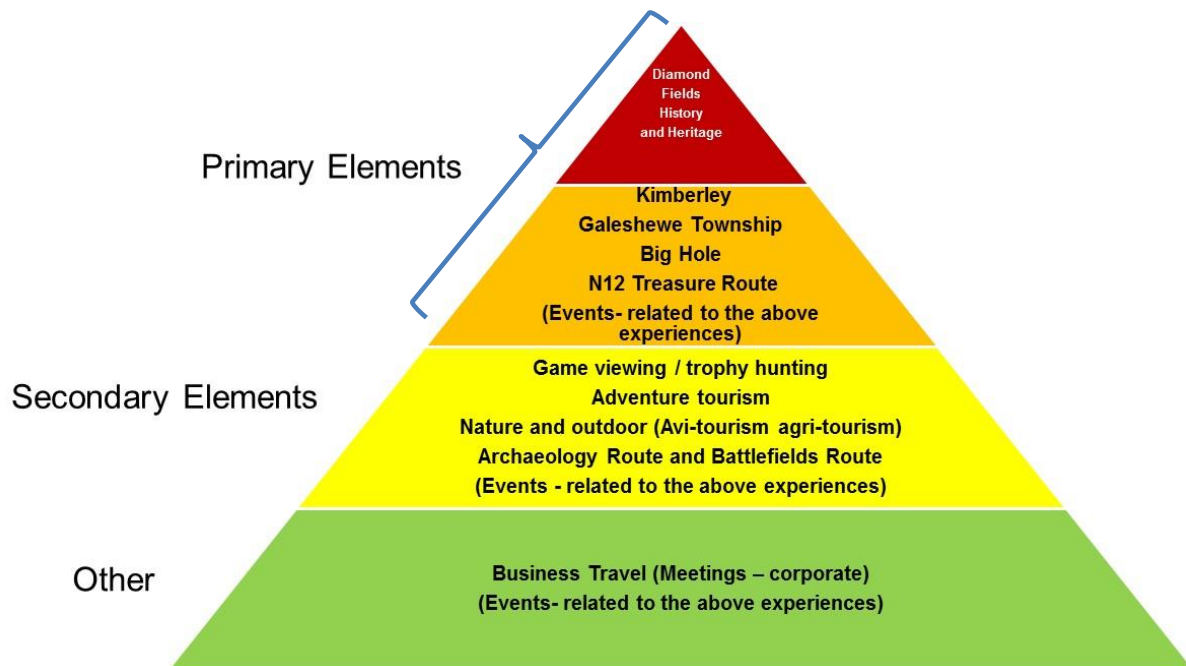 Diamond
Fields
History
and Heritage
Primary Elements
Kimberley
Galeshewe Township
Big Hole
N12 Treasure Route
(Events- related to the above
experiences)
Secondary Elements
Game viewing / trophy hunting
Adventure tourism
Nature and outdoor (Avi-tourism agri-tourism)
Archaeology Route and Battlefields Route
(Events - related to the above experiences)
Other
Business Travel (Meetings – corporate)
(Events- related to the above experiences)